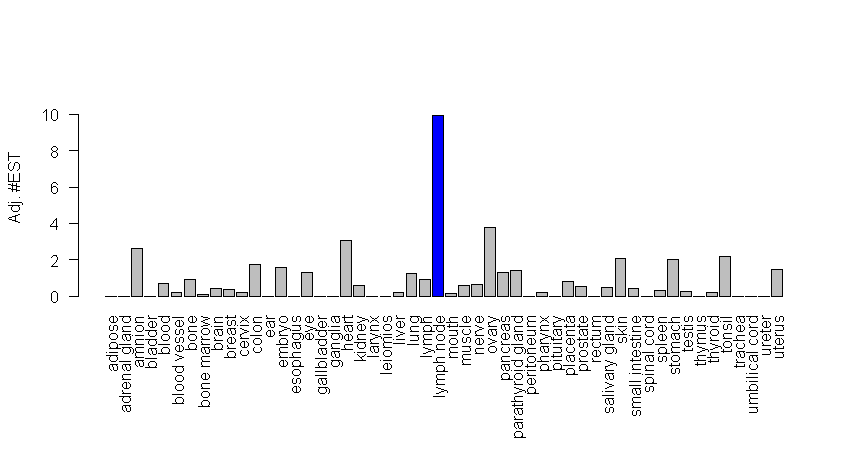 10
8
6
4
2
0
Adj. #EST
adipose
adrenal gland
amnion
bladder
blood
blood vessel
bone
bone marrow
brain
breast
cervix
colon
ear
embryo
esophagus
eye
gallbladder
ganglia
heart
kidney
larynx
leiomios
liver
lung
lymph
lymph node
mouth
muscle
nerve
ovary
pancreas
parathyroid gland
peritoneum
pharynx
pituitary
placenta
prostate
rectum
salivary gland
skin
small intestine
spinal cord
spleen
stomach
testis
thymus
thyroid
tonsil
trachea
umbilical cord
ureter
uterus